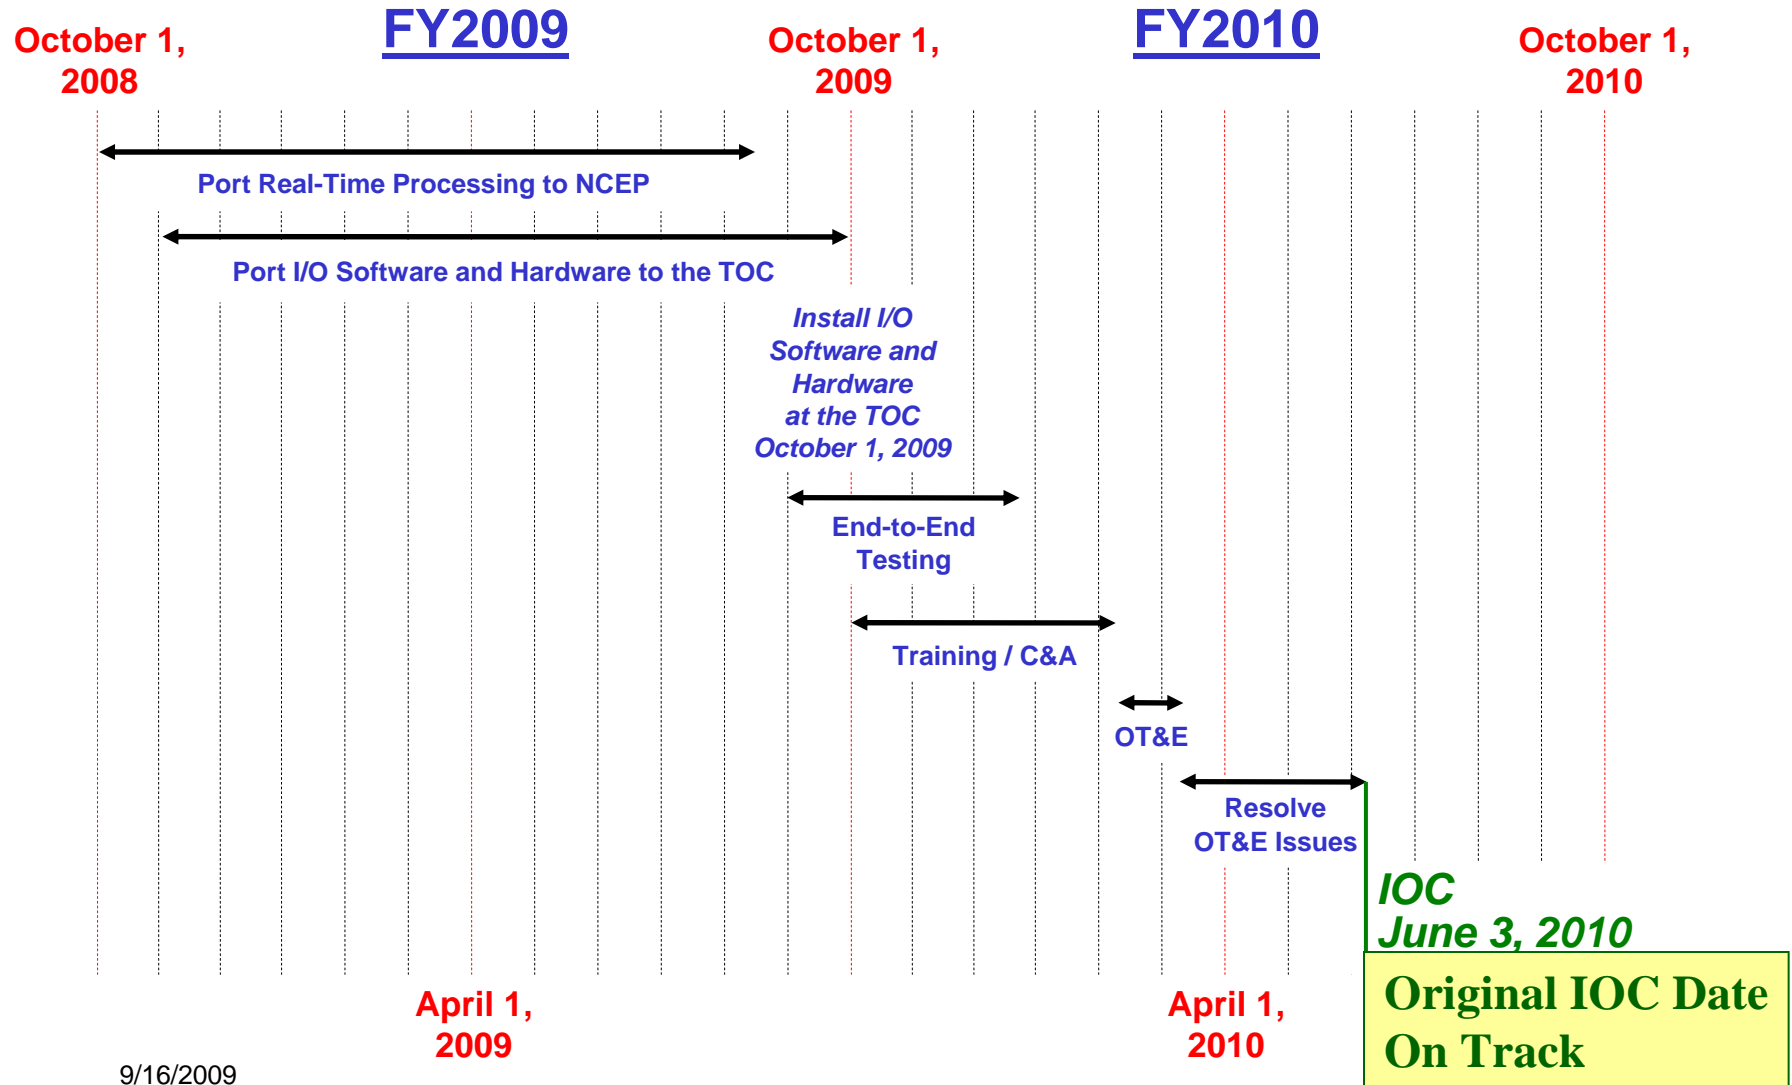 FY2009
FY2010
October 1,
2008
October 1,
2009
October 1,
2010
Port Real-Time Processing to NCEP
Port I/O Software and Hardware to the TOC
Install I/O
Software and
Hardware
at the TOC
October 1, 2009
End-to-End
Testing
Training / C&A
OT&E
Resolve
OT&E Issues
IOC
June 3, 2010
Original IOC Date
On Track
April 1,
2009
April 1,
2010
9/16/2009